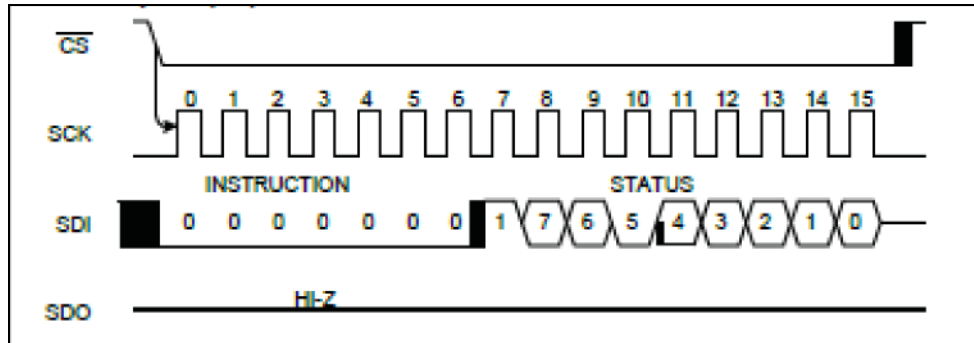 CS
0 1 2 3 4 5 6 7 8 9 10 11 12 13 14 15
SCK
INSTRUCTION STATUS
SDI 0 0 0 0 0 0 0 1 7 6 5 4 3 2 1 0
HI-Z
SDO